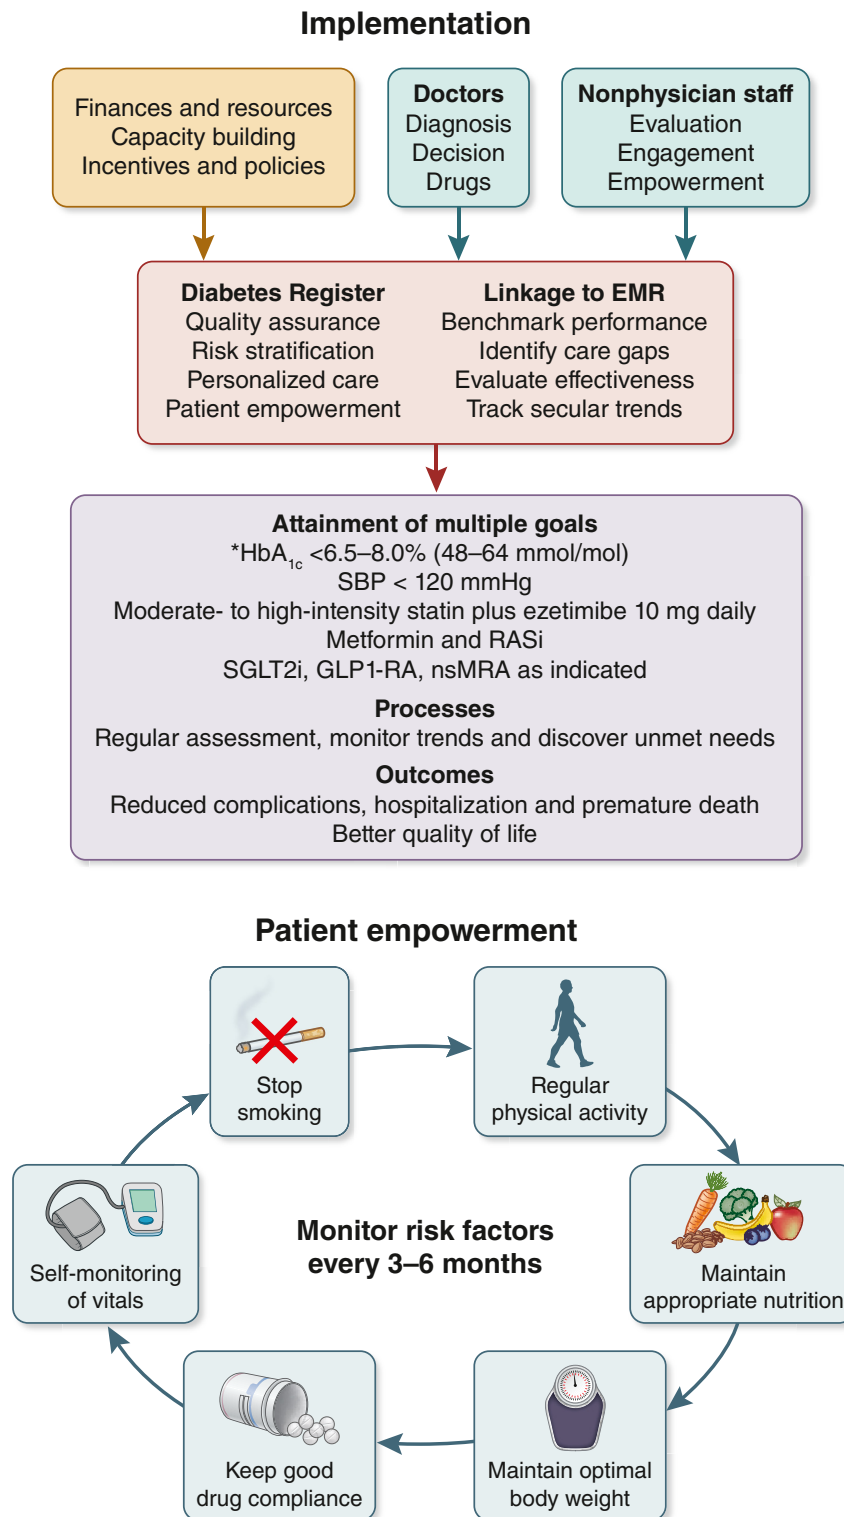 Implementation
Finances and resources
Capacity building
Incentives and policies
Doctors
Diagnosis
Decision
Drugs
Nonphysician staff
Evaluation
Engagement
Empowerment
Diabetes Register
Quality assurance
Risk stratification
Personalized care
Patient empowerment
Linkage to EMR
Benchmark performance
Identify care gaps
Evaluate effectiveness
Track secular trends
Attainment of multiple goals
*HbA1c <6.5–8.0% (48–64 mmol/mol)
SBP < 120 mmHg
Moderate- to high-intensity statin plus ezetimibe 10 mg daily
Metformin and RASi
SGLT2i, GLP1-RA, nsMRA as indicated
Processes
Regular assessment, monitor trends and discover unmet needs
Outcomes
Reduced complications, hospitalization and premature death
Better quality of life
Patient empowerment
Stop
smoking
Regular
physical activity
Maintain
appropriate nutrition
Maintain optimal
body weight
Keep good
drug compliance
Self-monitoring
of vitals
Monitor risk factors
every 3–6 months